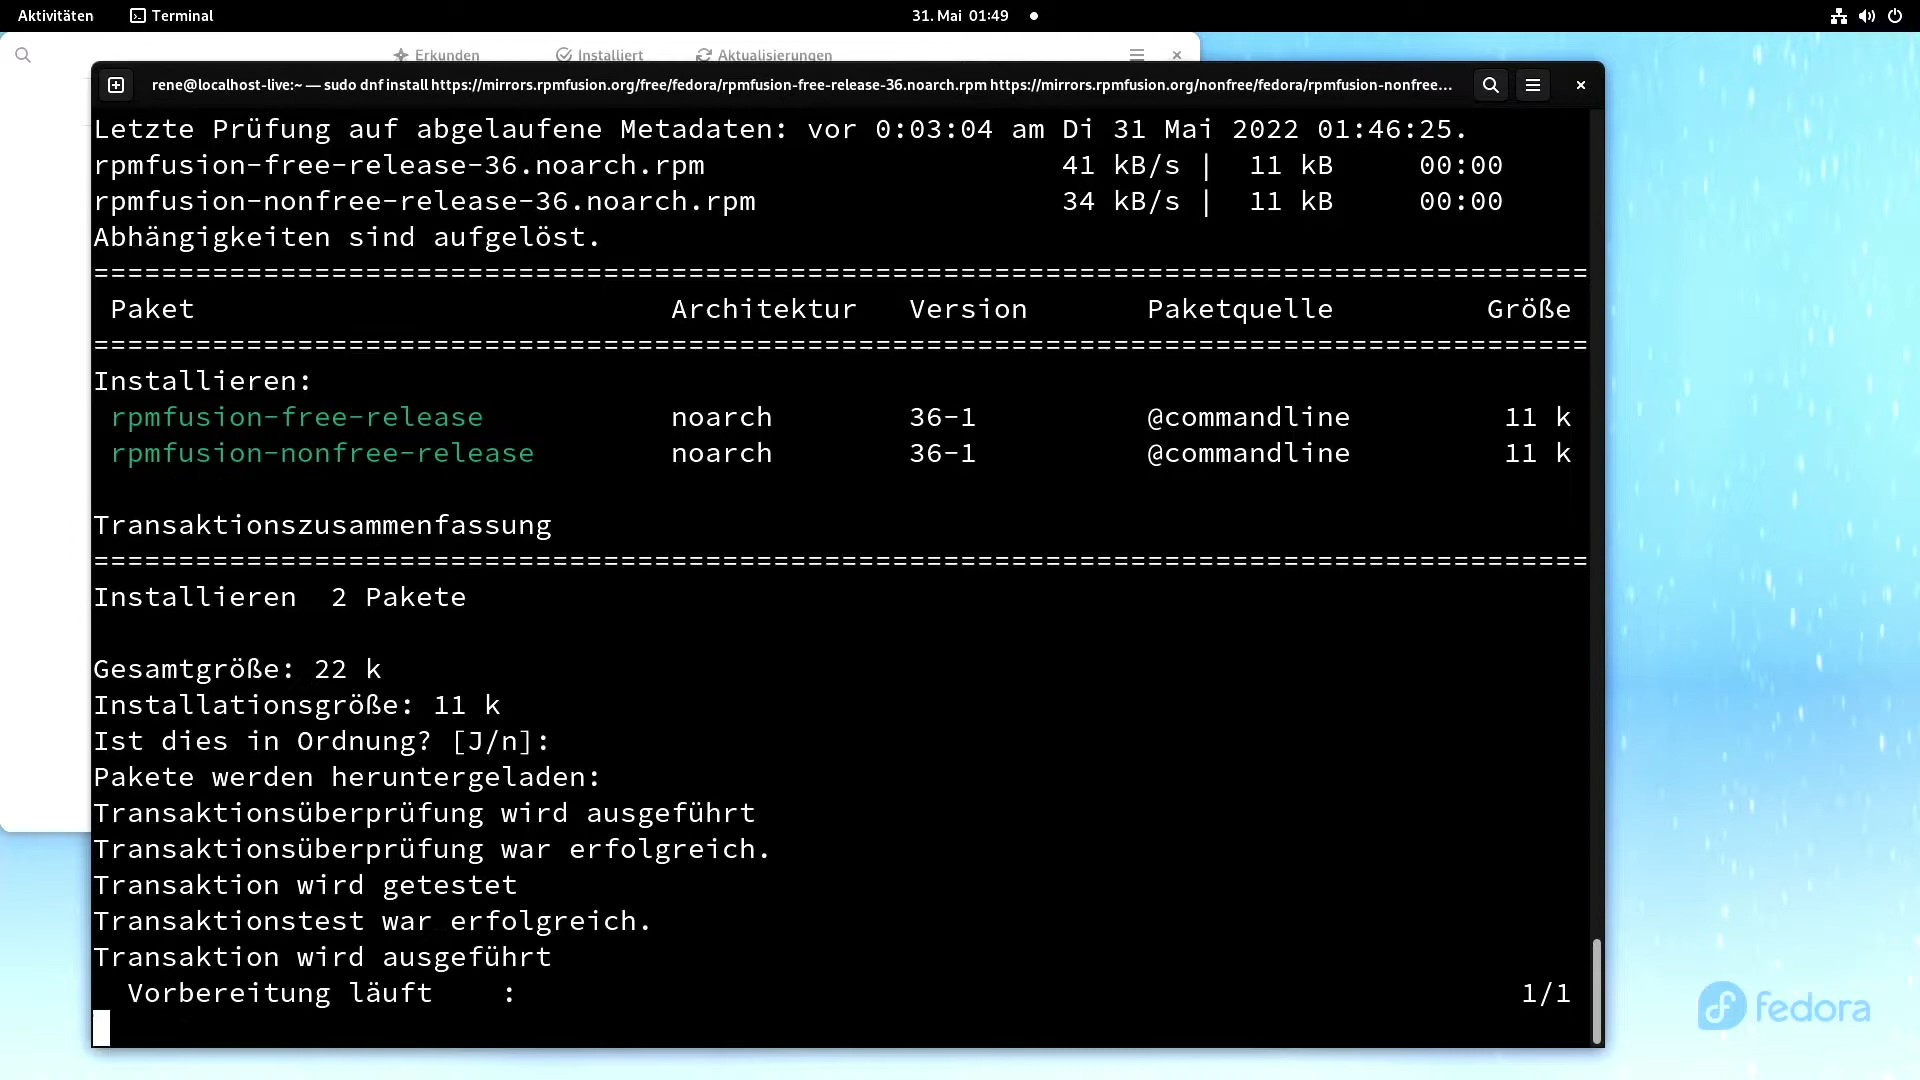 Aktivitäten Terminal 31. Mai 01:49
Erkunden Installiert Aktualisierungen
rene@localhost-live:~ — sudo dnf install https://mirrors.rpmfusion.org/free/fedora/rpmfusion-free-release-36.noarch.rpm https://mirrors.rpmfusion.org/nonfree/fedora/rpmfusion-nonfree...
Letzte Prüfung auf abgelaufene Metadaten: vor 0:03:04 am Di 31 Mai 2022 01:46:25.
rpmfusion-free-release-36.noarch.rpm 41 kB/s | 11 kB 00:00
rpmfusion-nonfree-release-36.noarch.rpm 34 kB/s | 11 kB 00:00
Abhängigkeiten sind aufgelöst.
========================================================================================
Paket Architektur Version Paketquelle Größe
========================================================================================
Installieren:
rpmfusion-free-release noarch 36-1 @commandline 11 k
rpmfusion-nonfree-release noarch 36-1 @commandline 11 k
Transaktionszusammenfassung
========================================================================================
Installieren 2 Pakete
Gesamtgröße: 22 k
Installationsgröße: 11 k
Ist dies in Ordnung? [J/n]:
Pakete werden heruntergeladen:
Transaktionsüberprüfung wird ausgeführt
Transaktionsüberprüfung war erfolgreich.
Transaktion wird getestet
Transaktionstest war erfolgreich.
Transaktion wird ausgeführt
Vorbereitung läuft : 1/1
fedora